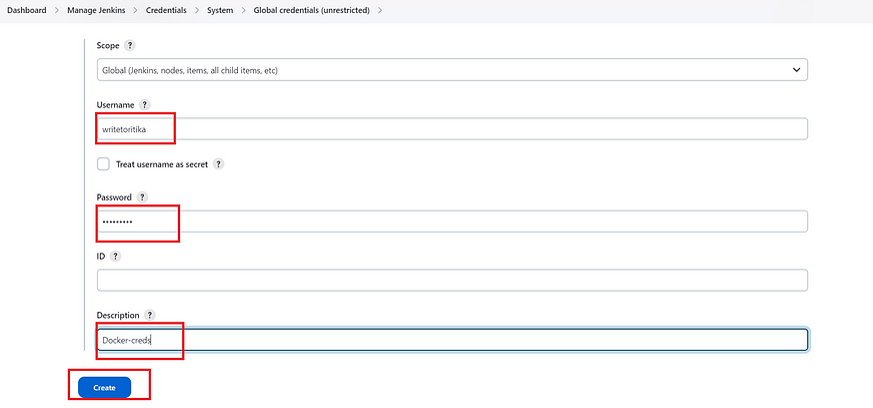 Dashboard > Manage Jenkins > Credentials > System > Global credentials (unrestricted) >
Scope ?
Global (Jenkins, nodes, items, all child items, etc)
Username ?
writetoritika
Treat username as secret ?
Password ?
•••••••••
ID ?
Description ?
Docker-creds
Create